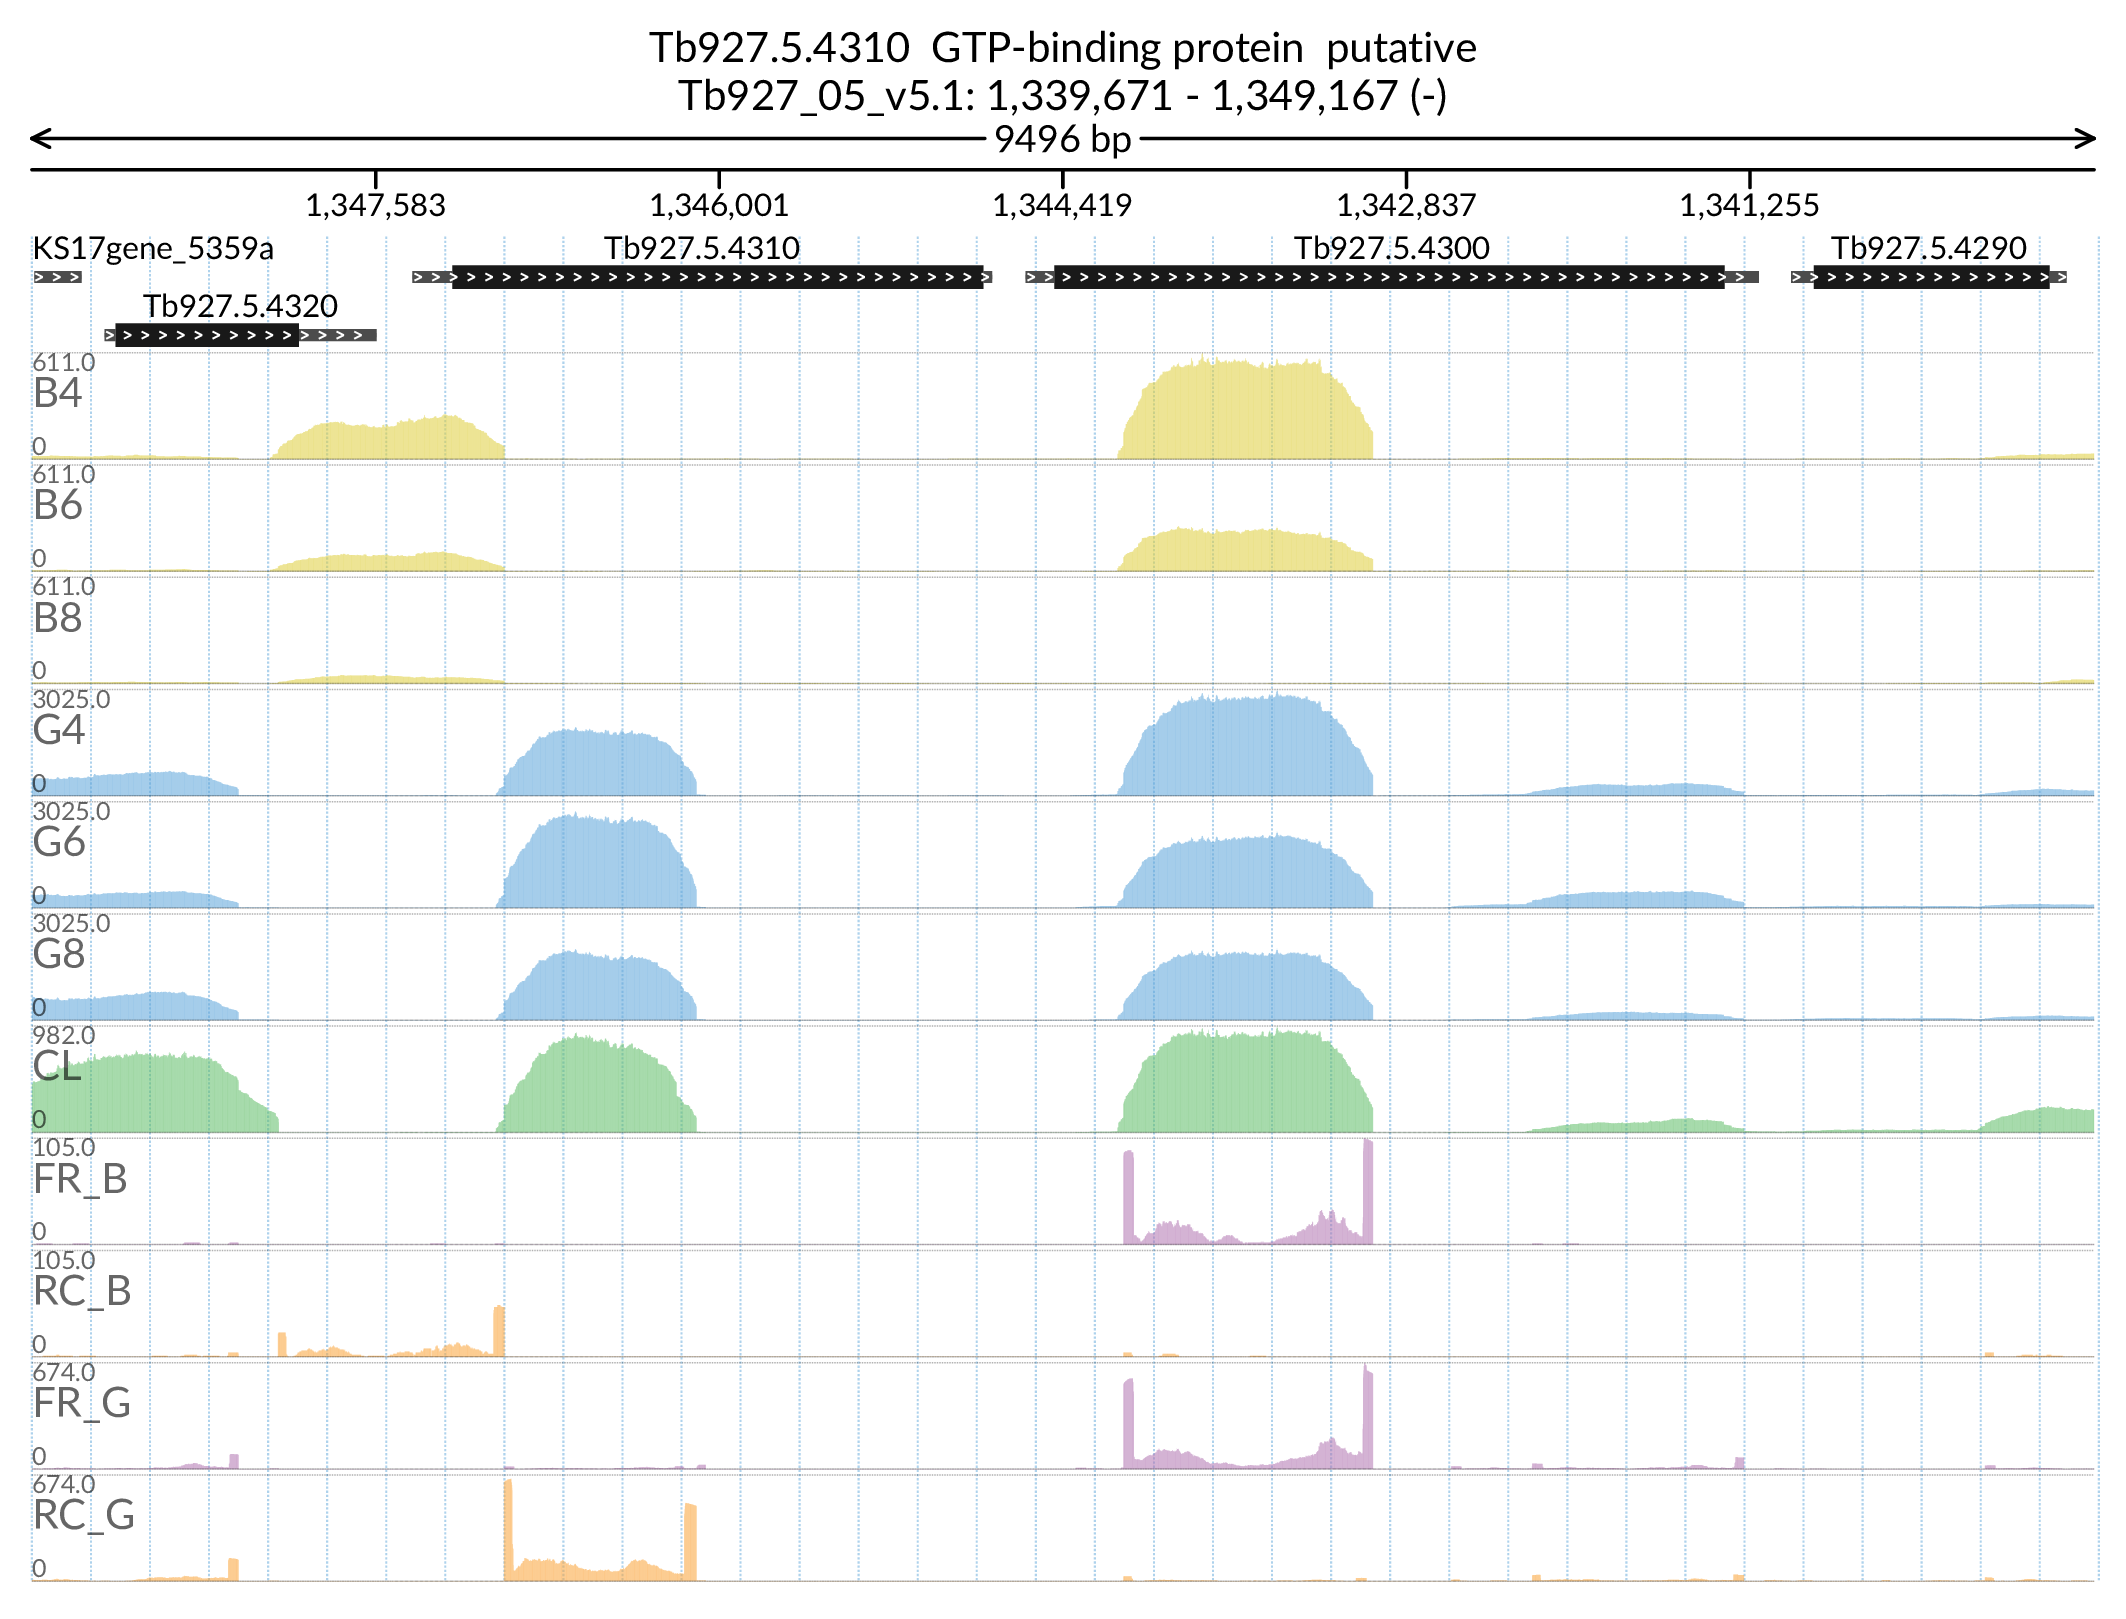 Tb927.5.4310  GTP-binding protein  putative
Tb927_05_v5.1: 1,339,671 - 1,349,167 (-)
9496 bp
1,347,583 1,346,001 1,344,419 1,342,837 1,341,255
KS17gene_5359a Tb927.5.4310 Tb927.5.4300 Tb927.5.4290
Tb927.5.4320
611.0
B4
0
611.0
B6
0
611.0
B8
0
3025.0
G4
0
3025.0
G6
0
3025.0
G8
0
982.0
CL
0
105.0
FR_B
0
105.0
RC_B
0
674.0
FR_G
0
674.0
RC_G
0